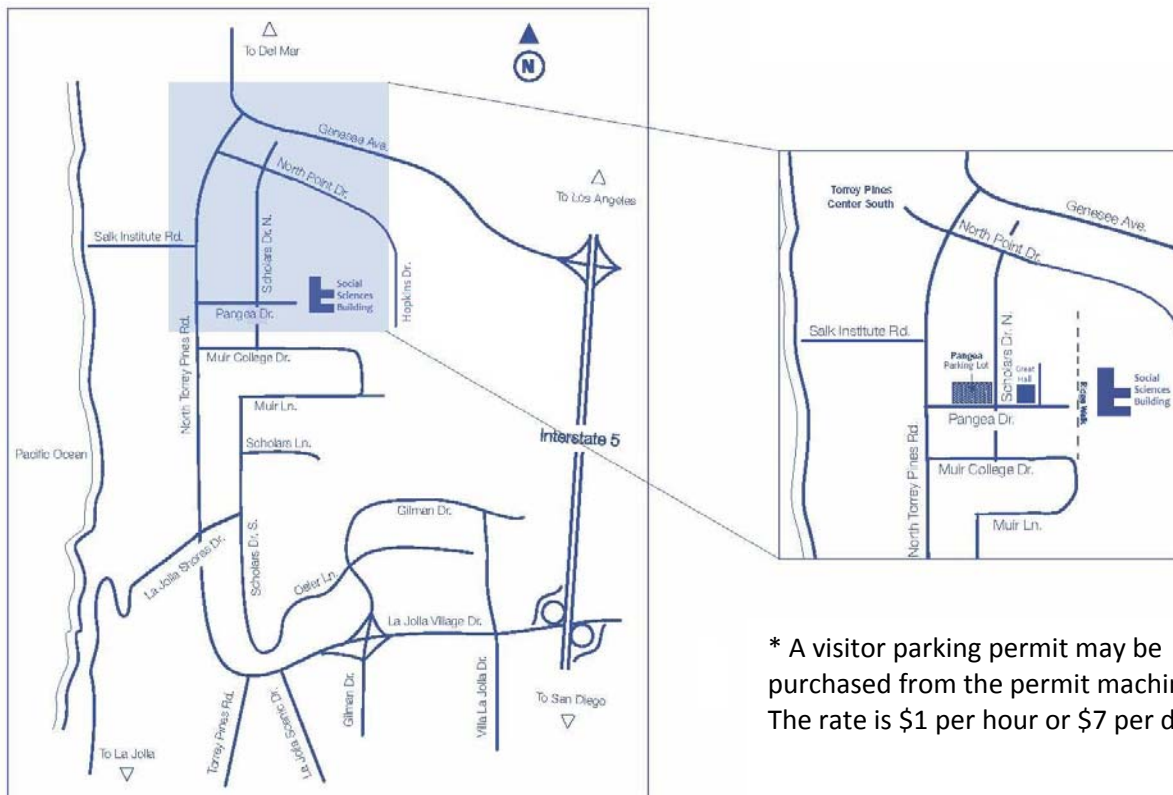 To Del Mar
N
Genesee Ave.
North Point Dr.
To Los Angeles
Salk Institute Rd.
Scholars Dr. N.
Social
Sciences
Building
Hopkins Dr.
Pangea Dr.
North Torrey Pines Rd.
Muir College Dr.
Muir Ln.
Pacific Ocean
Scholars Ln.
Interstate 5
Gilman Dr.
La Jolla Shores Dr.
Scholars Dr. S.
Osler Ln.
La Jolla Village Dr.
Torrey Pines Rd.
La Jolla Scenic Dr.
Gilman Dr.
Villa La Jolla Dr.
To San Diego
To La Jolla
Torrey Pines
Center South
Genesee Ave.
North Point Dr.
Salk Institute Rd.
Scholars Dr. N.
Pangea
Parking Lot
Great
Hall
Ridge Walk
Social
Sciences
Building
Pangea Dr.
North Torrey Pines Rd.
Muir College Dr.
Muir Ln.
* A visitor parking permit may be
purchased from the permit machin
The rate is $1 per hour or $7 per d